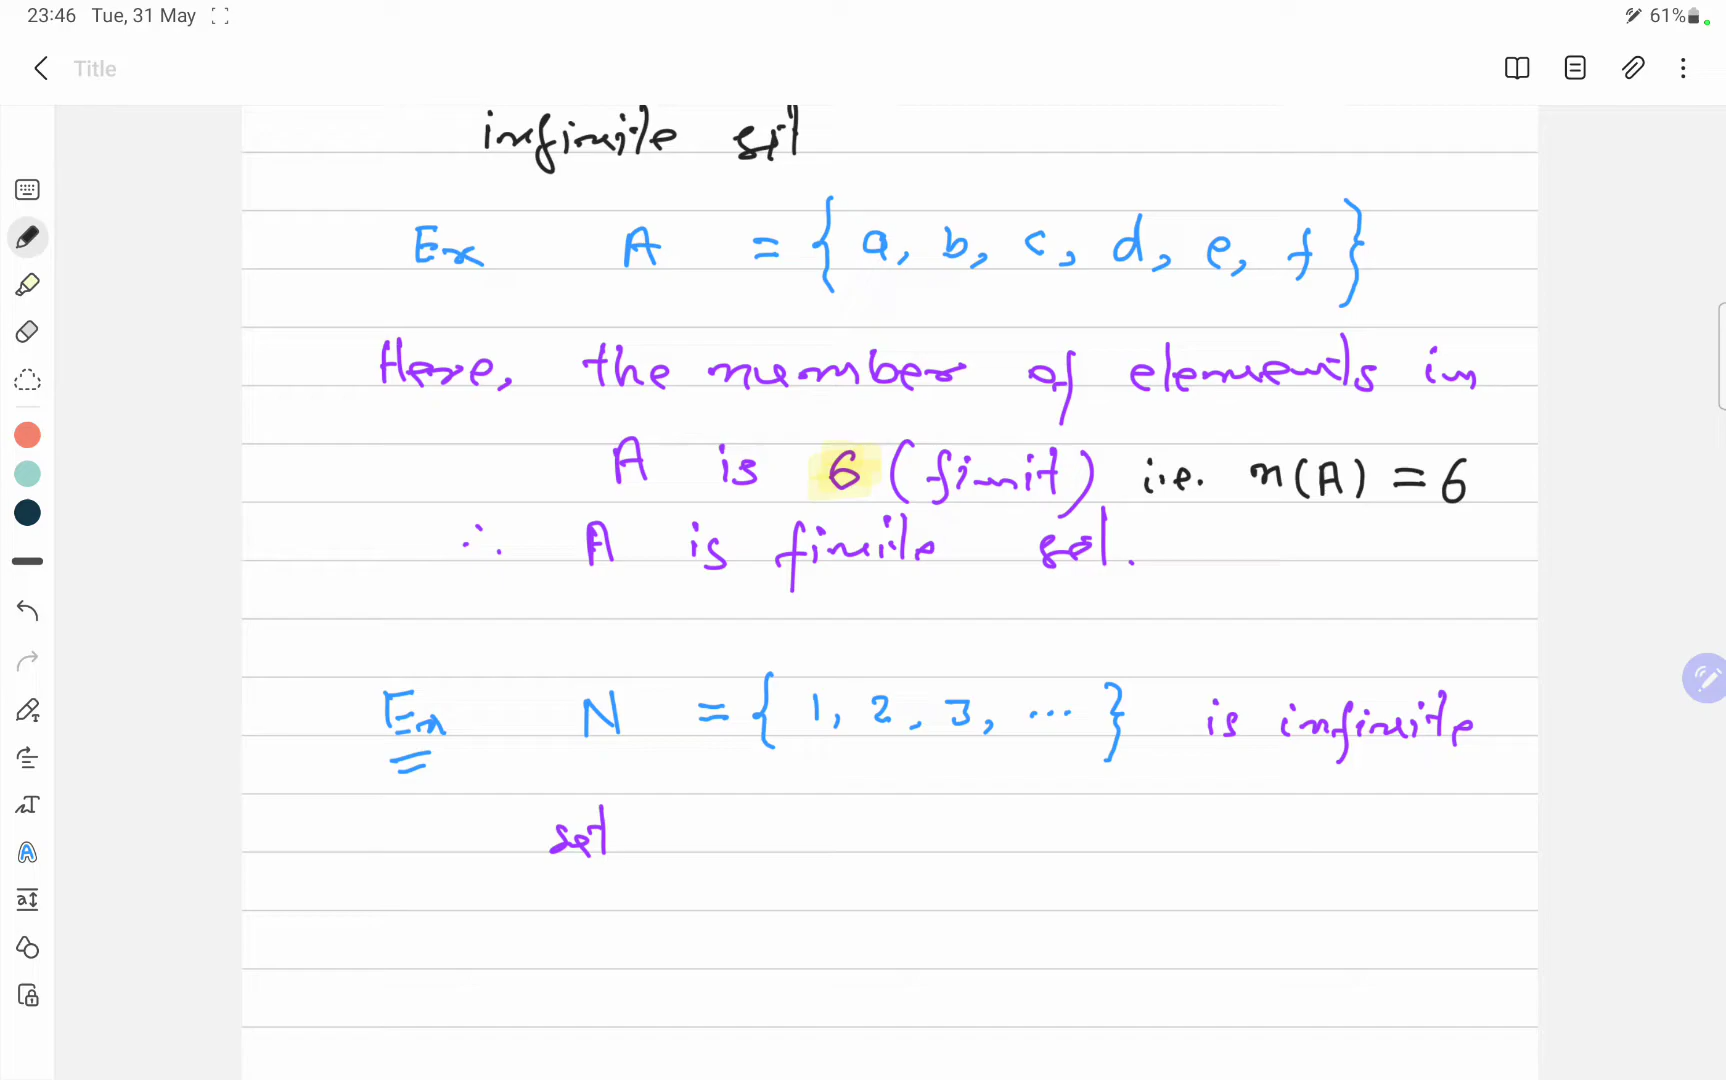 23:46 Tue, 31 May 61%
Title
infinite set
Ex A = { a, b, c, d, e, f }
Here, the number of elements in
A is 6 (finit) i.e. n(A) = 6
∴ A is finite set.
Ex N = { 1, 2, 3, ... } is infinite
set